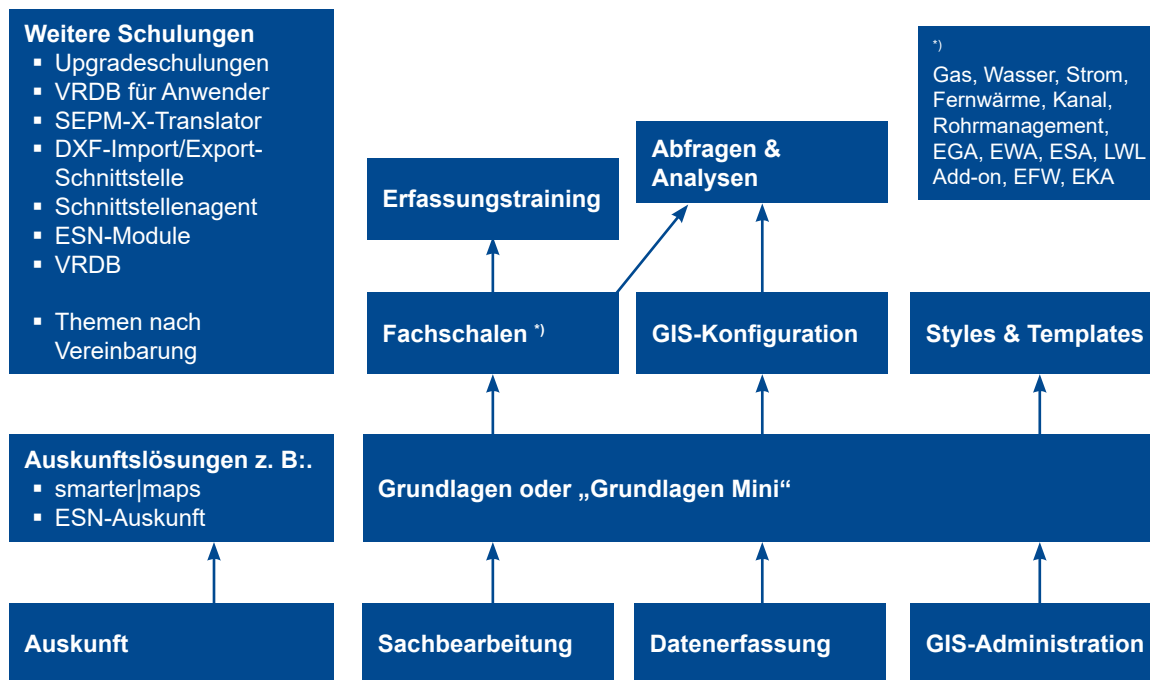 Weitere Schulungen
▪ Upgradeschulungen
▪ VRDB für Anwender
▪ SEPM-X-Translator
▪ DXF-Import/Export-
Schnittstelle
▪ Schnittstellenagent
▪ ESN-Module
▪ VRDB
▪ Themen nach
Vereinbarung
Erfassungstraining
Abfragen &
Analysen
*)
Gas, Wasser, Strom,
Fernwärme, Kanal,
Rohrmanagement,
EGA, EWA, ESA, LWL
Add-on, EFW, EKA
Fachschalen *)
GIS-Konfiguration
Styles & Templates
Auskunftslösungen z. B:.
▪ smarter|maps
▪ ESN-Auskunft
Grundlagen oder „Grundlagen Mini“
Auskunft
Sachbearbeitung
Datenerfassung
GIS-Administration